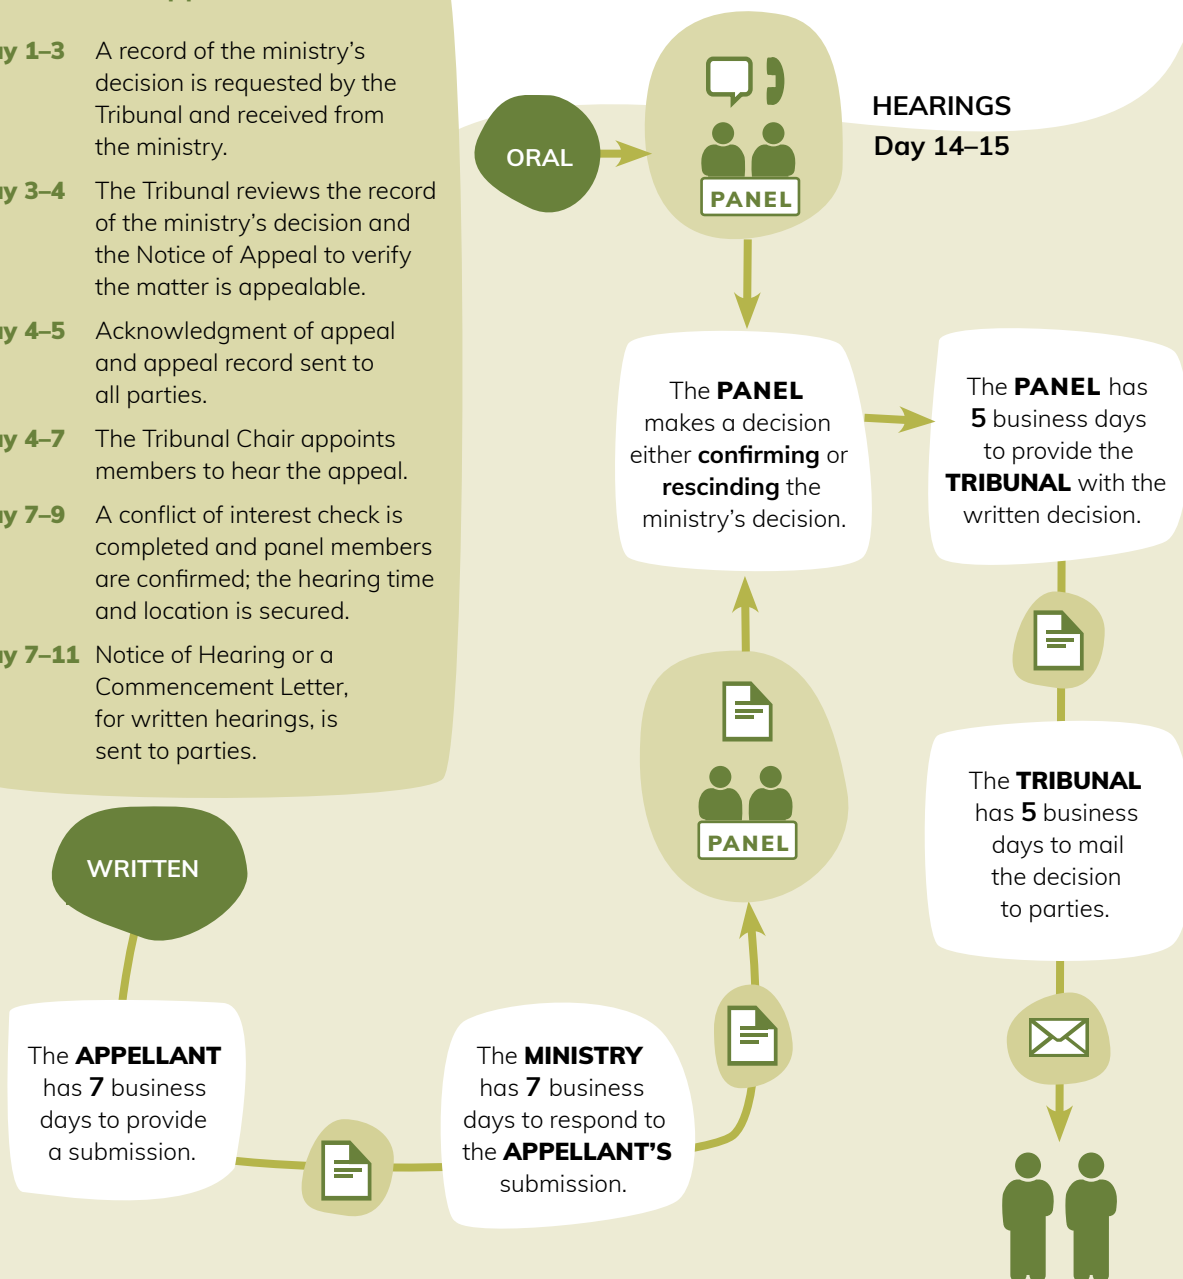 ay 1–3 A record of the ministry’s
decision is requested by the
Tribunal and received from
the ministry.
ay 3–4 The Tribunal reviews the record
of the ministry’s decision and
the Notice of Appeal to verify
the matter is appealable.
ay 4–5 Acknowledgment of appeal
and appeal record sent to
all parties.
ay 4–7 The Tribunal Chair appoints
members to hear the appeal.
ay 7–9 A conflict of interest check is
completed and panel members
are confirmed; the hearing time
and location is secured.
ay 7–11 Notice of Hearing or a
Commencement Letter,
for written hearings, is
sent to parties.
ORAL
PANEL
HEARINGS
Day 14–15
The PANEL
makes a decision
either confirming or
rescinding the
ministry’s decision.
The PANEL has
5 business days
to provide the
TRIBUNAL with the
written decision.
WRITTEN
The APPELLANT
has 7 business
days to provide
a submission.
The MINISTRY
has 7 business
days to respond to
the APPELLANT’S
submission.
PANEL
The TRIBUNAL
has 5 business
days to mail
the decision
to parties.